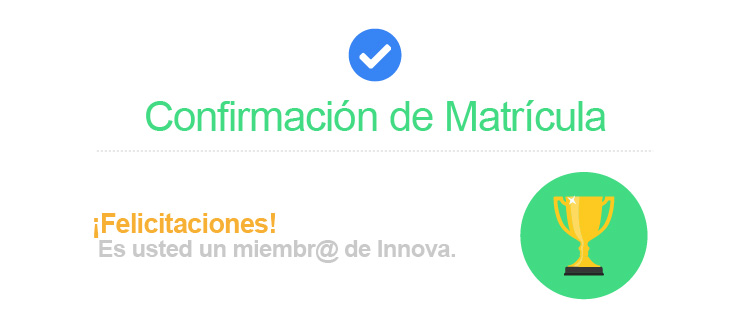 Confirmación de Matrícula
¡Felicitaciones!
Es usted un miembr@ de Innova.